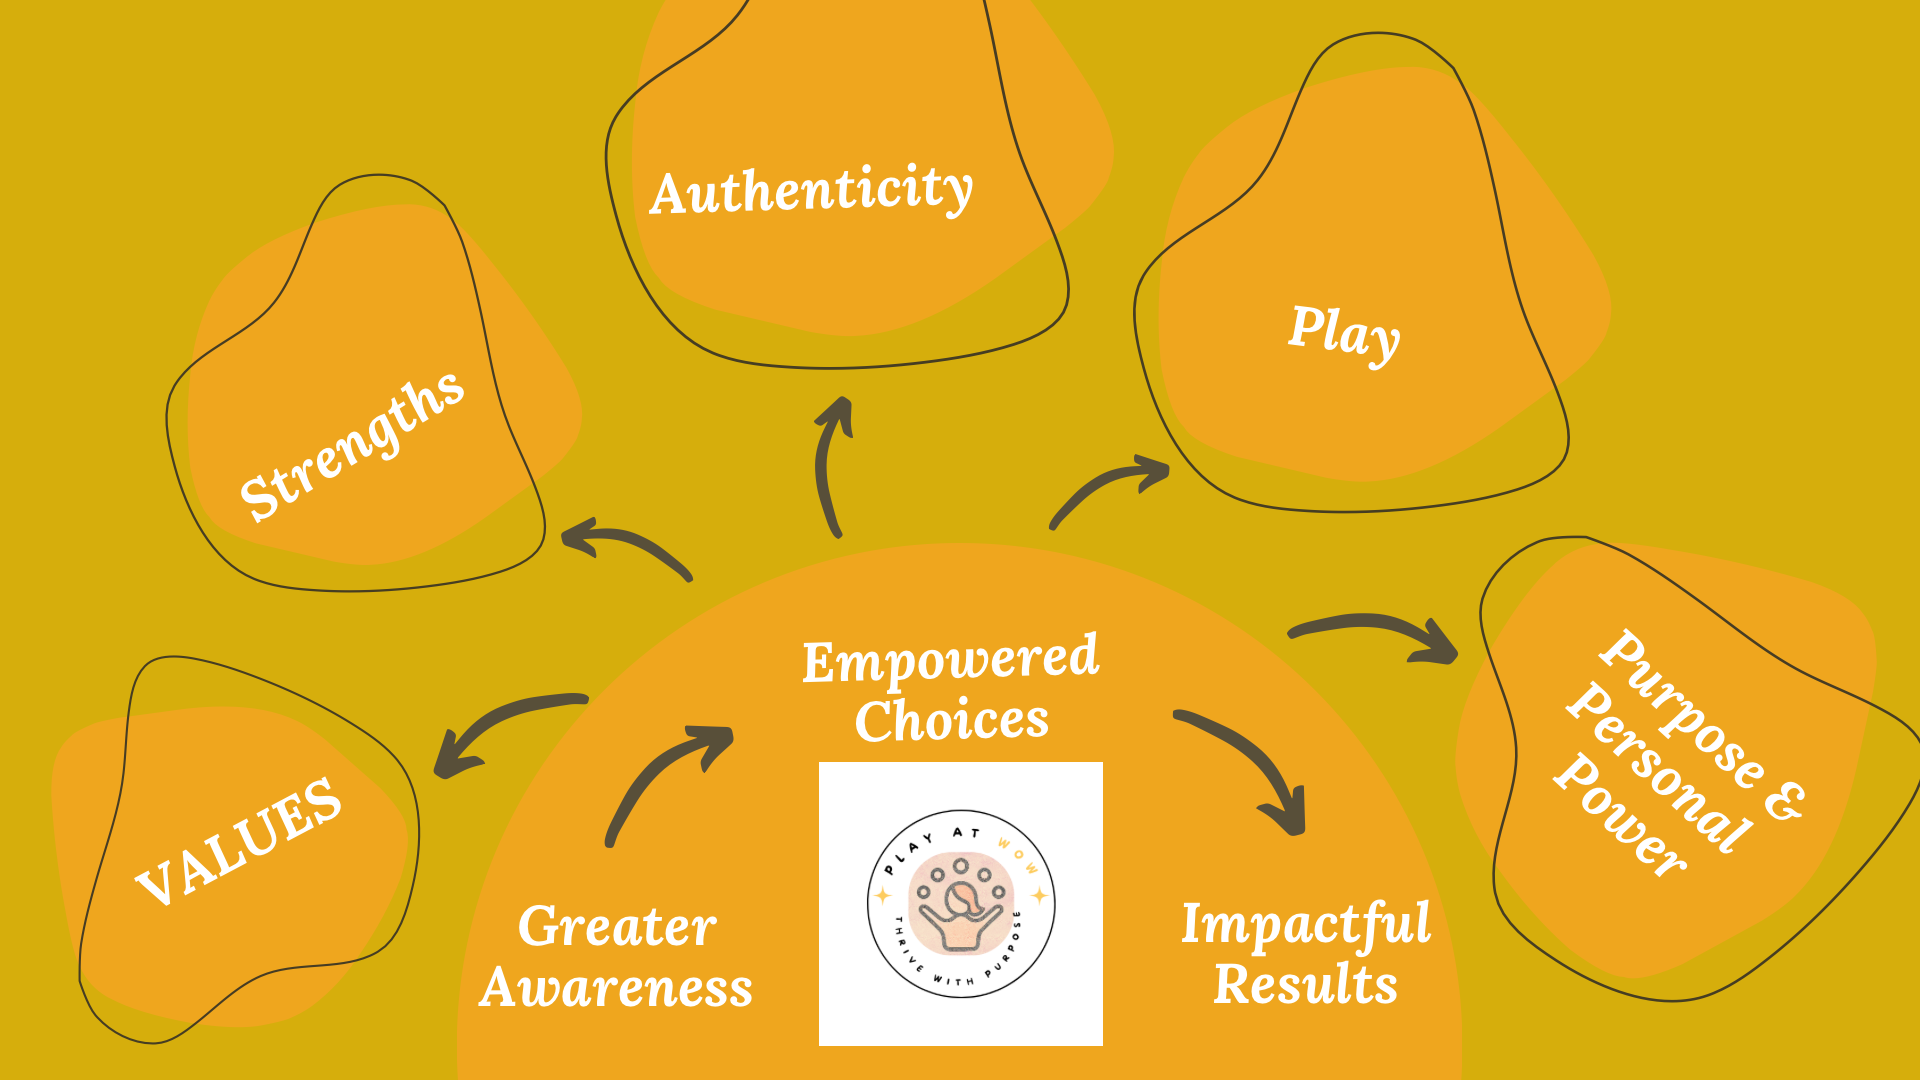 Authenticity
Play
Strengths
VALUES
Purpose &
Personal
Power
Empowered
Choices
Greater
Awareness
PLAY AT WOW
THRIVE WITH PURPOSE
Impactful
Results